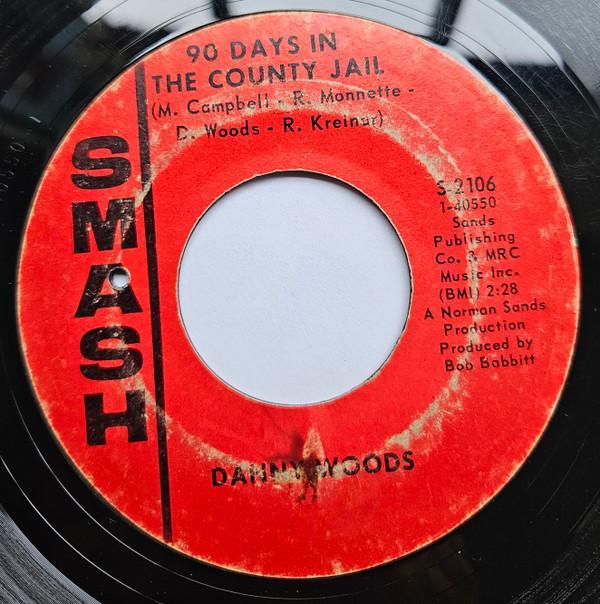 90 DAYS IN
THE COUNTY JAIL
(M. Campbell - R. Monnette -
D. Woods - R. Kreinar)
SMASH
S-2106
1-40550
Sands
Publishing
Co. & MRC
Music Inc.
(BMI) 2:28
A Norman Sands
Production
Produced by
Bob Babbitt
DANNY WOODS